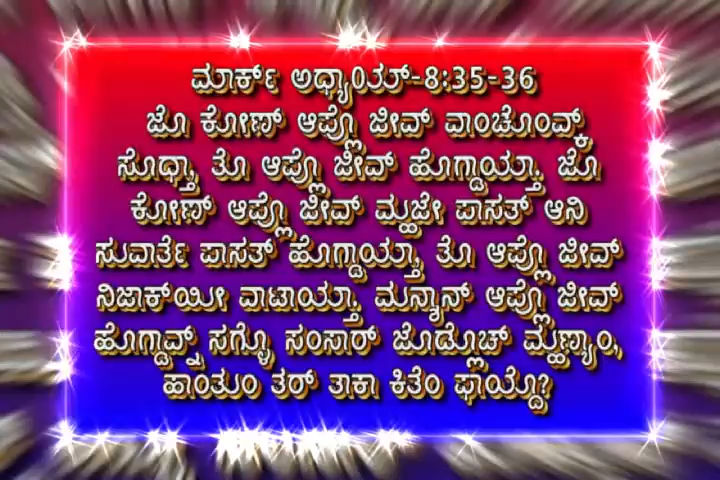 ಮಾರ್ಕ್ ಅಧ್ಯಾಯ್-8:35-36
ಜೊ ಕೋಣ್ ಆಪ್ಲೊ ಜೀವ್ ವಾಂಚೊಂವ್ಕ್
ಸೊಧ್ತಾ, ತೊ ಆಪ್ಲೊ ಜೀವ್ ಹೊಗ್ಡಾಯ್ತಾ. ಜೊ
ಕೋಣ್ ಆಪ್ಲೊ ಜೀವ್ ಮ್ಹಜೇ ಪಾಸತ್ ಆನಿ
ಸುವಾರ್ತೆ ಪಾಸತ್ ಹೊಗ್ಡಾಯ್ತಾ, ತೊ ಆಪ್ಲೊ ಜೀವ್
ನಿಜಾಕ್‌ಯೀ ವಾಟಾಯ್ತಾ. ಮನ್ಶಾನ್ ಆಪ್ಲೊ ಜೀವ್
ಹೊಗ್ಡಾವ್ನ್ ಸಗ್ಳೊ ಸಂಸಾರ್ ಜೊಡ್ಲೊಚ್ ಮ್ಹಣ್ಯಾಂ,
ಹಾಂತುಂ ತರ್ ತಾಕಾ ಕಿತೆಂ ಫಾಯ್ದೊ?